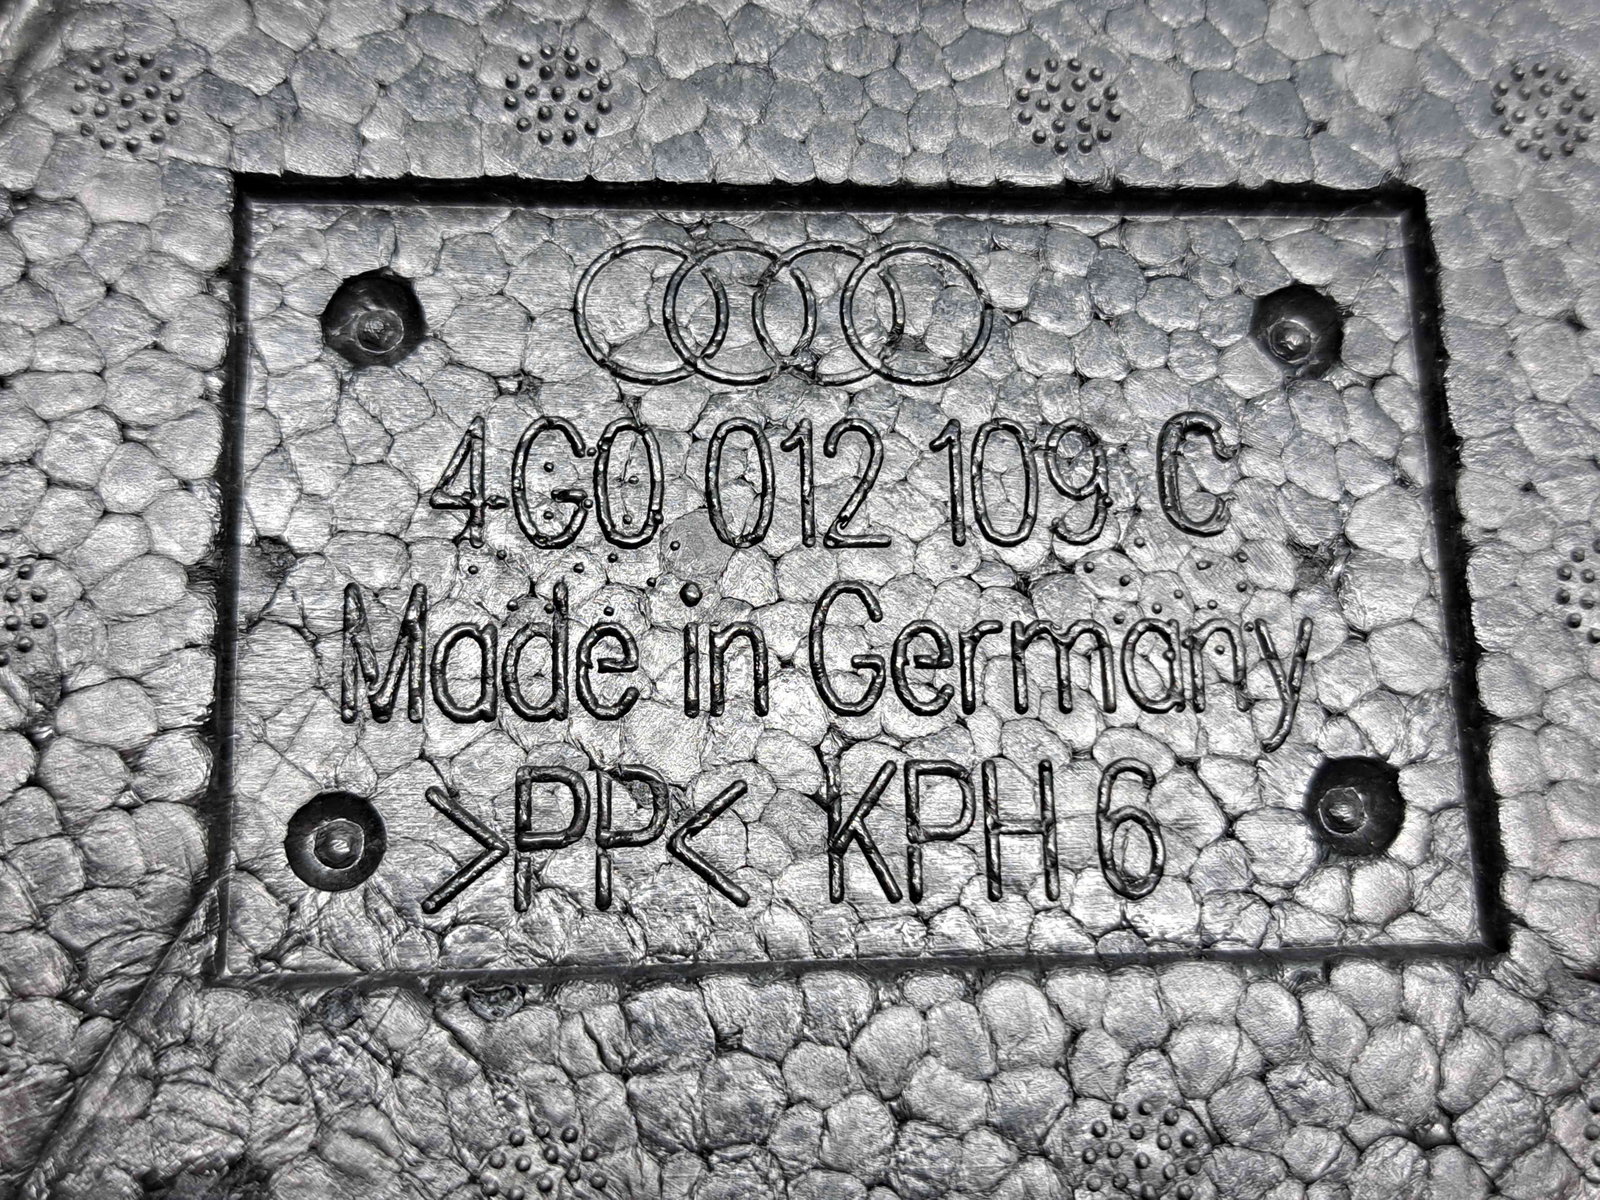 4G0 012 109 C
Made in Germany
>PP< KPH 6